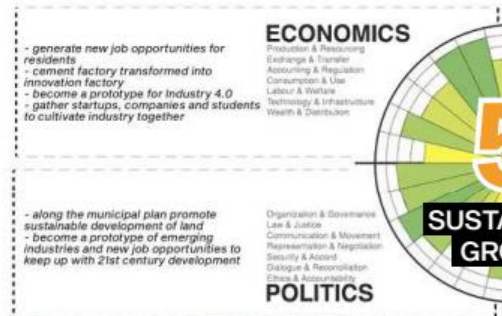 ECONOMICS
- generate new job opportunities for
residents
- cement factory transformed into
innovation factory
- become a prototype for Industry 4.0
- gather startups, companies and students
to cultivate industry together
Production & Resourcing
Exchange & Transfer
Accounting & Regulation
Consumption & Use
Labour & Welfare
Technology & Infrastructure
Wealth & Distribution
5
SUSTA
GRO
- along the municipal plan promote
sustainable development of land
- become a prototype of emerging
industries and new job opportunities to
keep up with 21st century development
Organization & Governance
Law & Justice
Communication & Movement
Representation & Negotiation
Security & Accord
Dialogue & Reconciliation
Ethics & Accountability
POLITICS